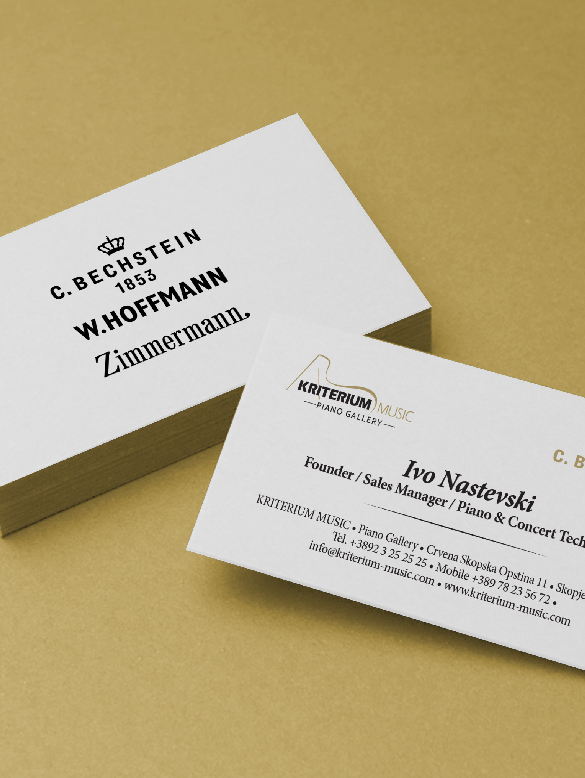 C.BECHSTEIN
1853
W.HOFFMANN
Zimmermann.
KRITERIUM MUSIC
PIANO GALLERY
C. B
Ivo Nastevski
Founder / Sales Manager / Piano & Concert Tech
KRITERIUM MUSIC • Piano Gallery • Crvena Skopska Opstina 11 • Skopje
Tel. +3892 3 25 25 25 • Mobile +389 78 23 56 72 •
info@kriterium-music.com • www.kriterium-music.com